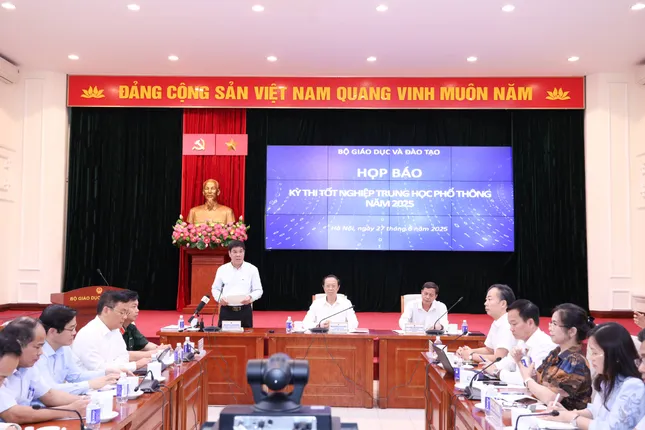 ĐẢNG CỘNG SẢN VIỆT NAM QUANG VINH MUÔN NĂM
BỘ GIÁO DỤC VÀ ĐÀO TẠO
HỌP BÁO
KỲ THI TỐT NGHIỆP TRUNG HỌC PHỔ THÔNG
NĂM 2025
Hà Nội, ngày 27 tháng 6 năm 2025
BỘ GIÁO DỤC